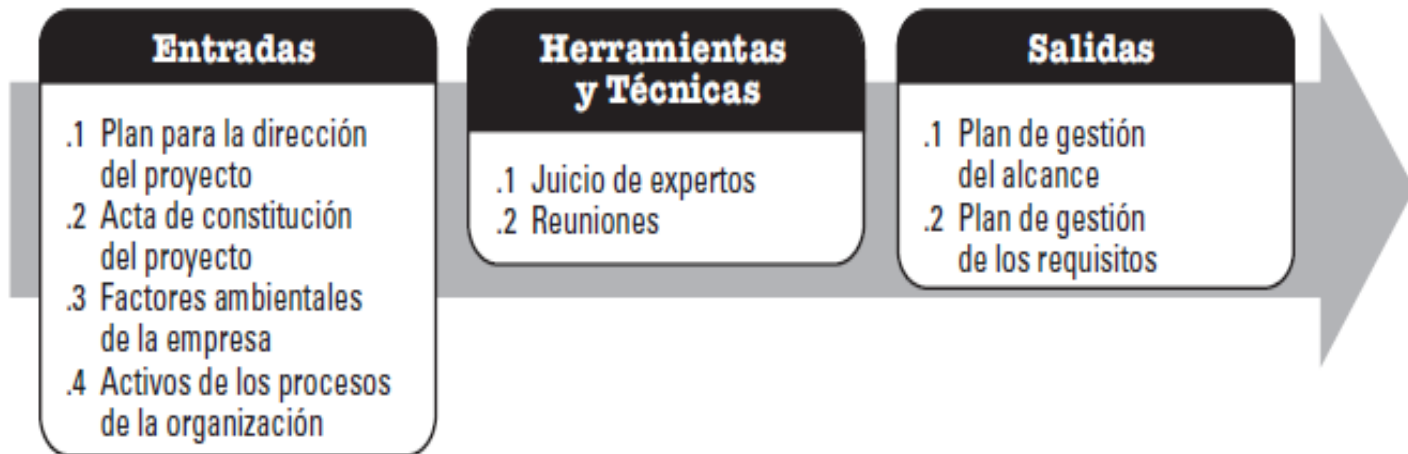 Entradas
.1 Plan para la dirección
del proyecto
.2 Acta de constitución
del proyecto
.3 Factores ambientales
de la empresa
.4 Activos de los procesos
de la organización
Herramientas
y Técnicas
.1 Juicio de expertos
.2 Reuniones
Salidas
.1 Plan de gestión
del alcance
.2 Plan de gestión
de los requisitos